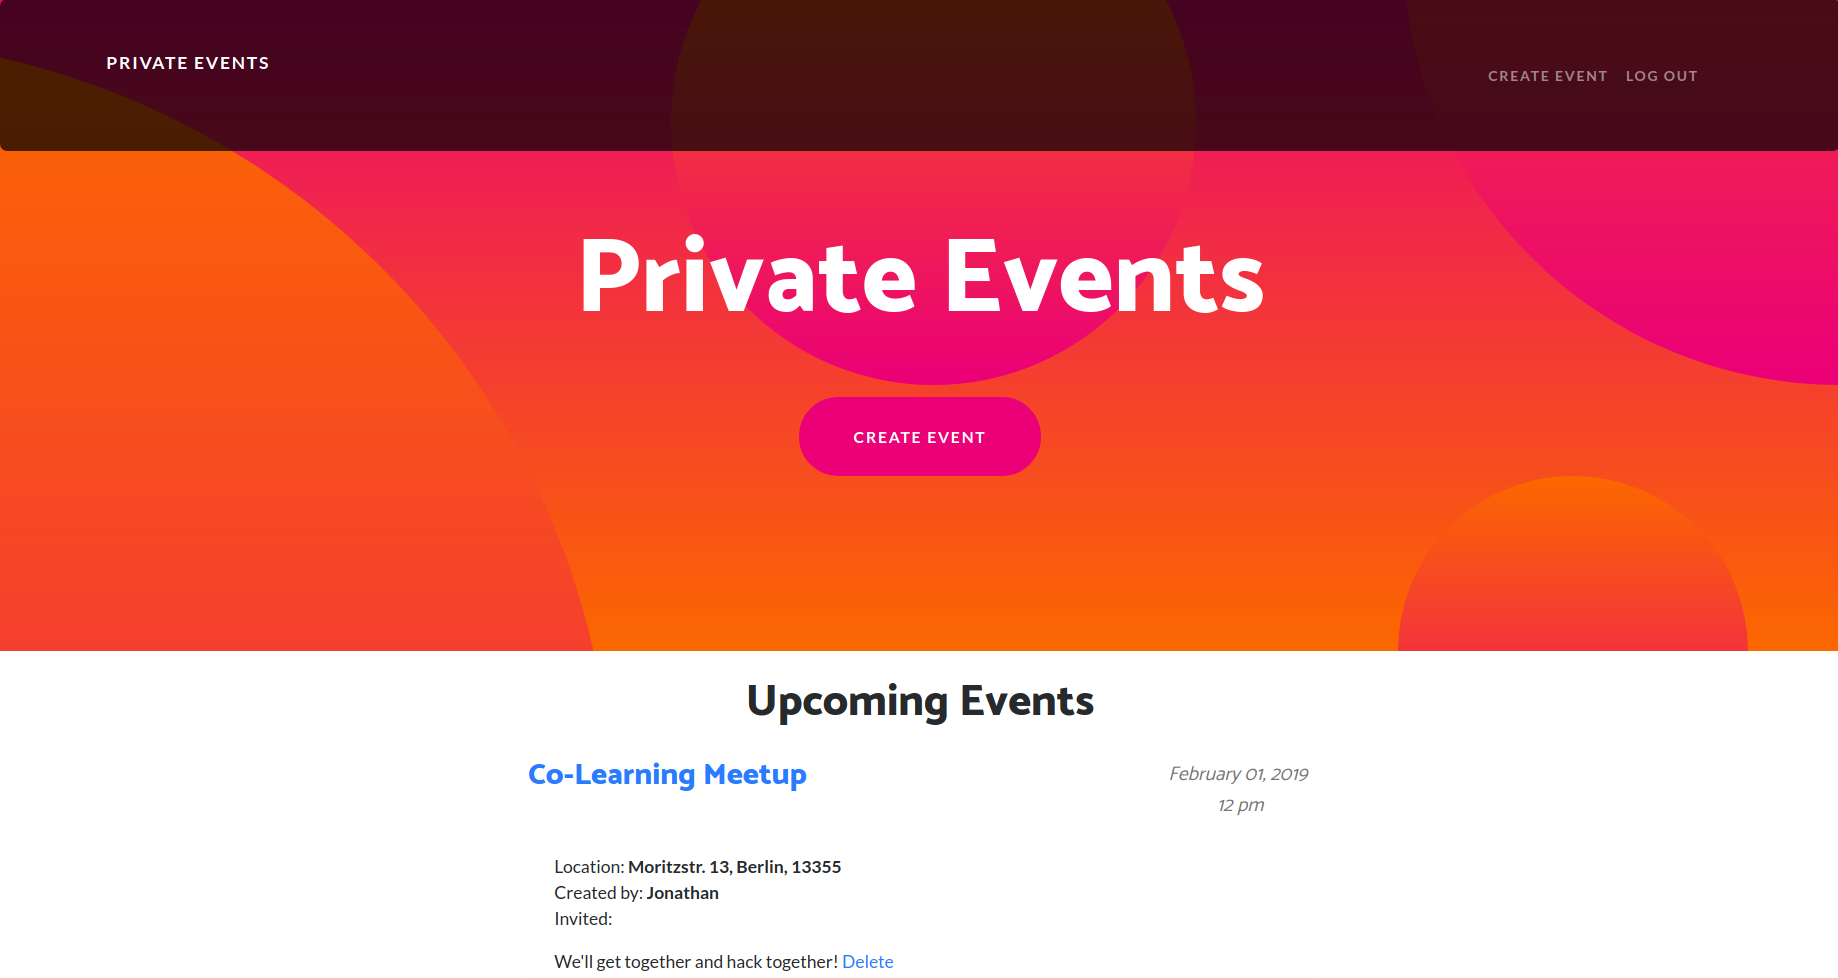 PRIVATE EVENTS
CREATE EVENT LOG OUT
Private Events
CREATE EVENT
Upcoming Events
Co-Learning Meetup
February 01, 2019
12 pm
Location: Moritzstr. 13, Berlin, 13355
Created by: Jonathan
Invited:
We'll get together and hack together! Delete